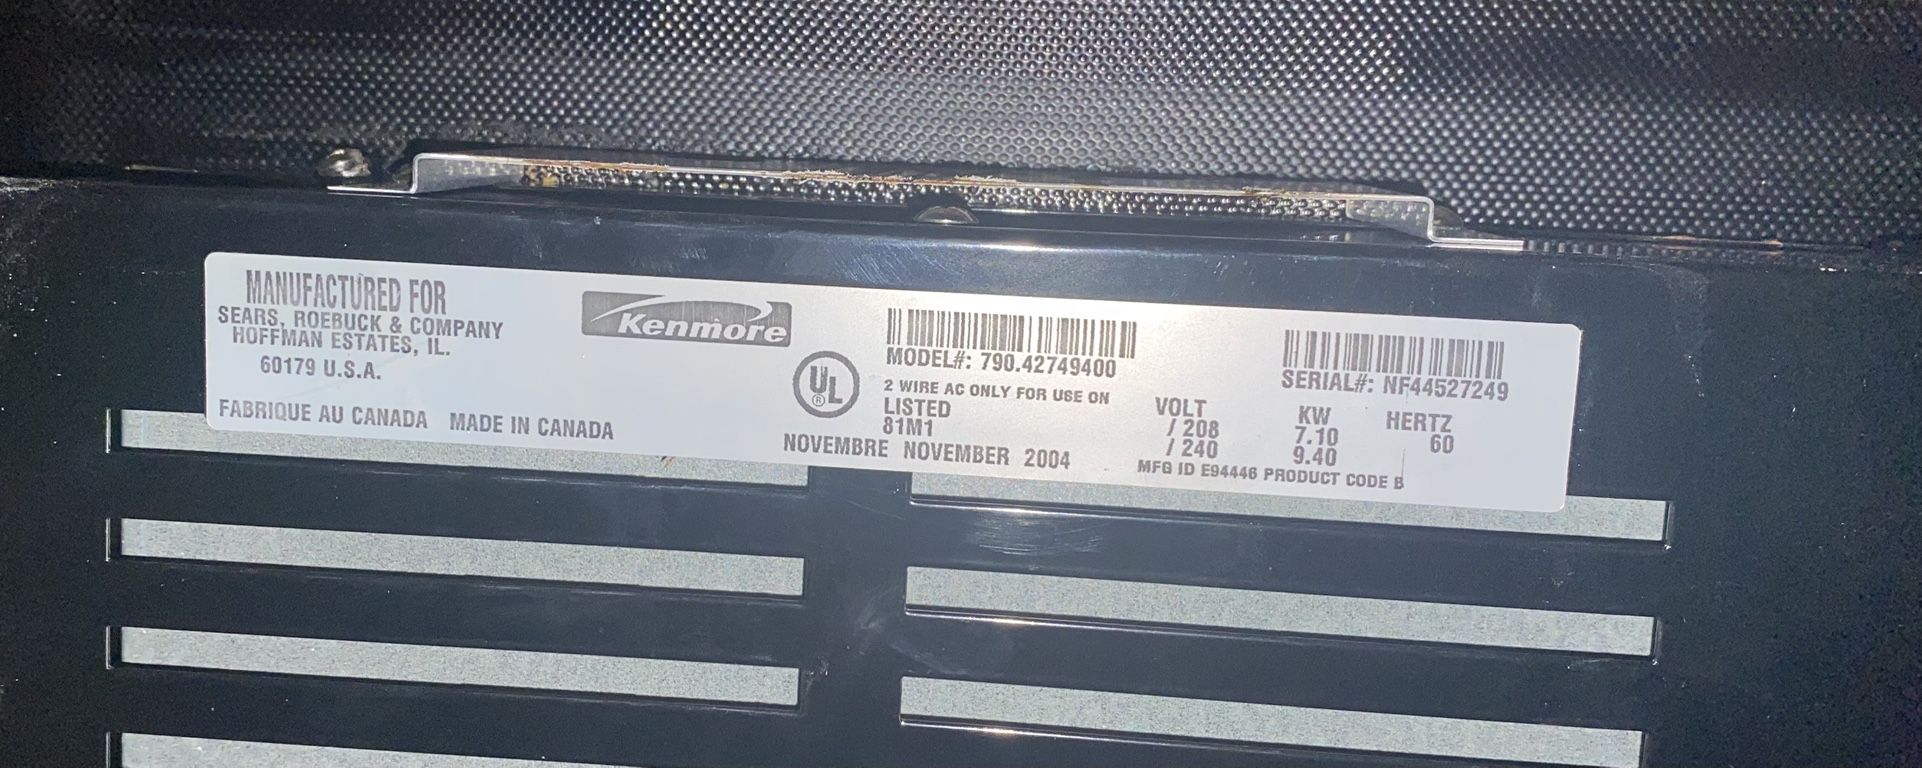 MANUFACTURED FOR
SEARS, ROEBUCK & COMPANY
HOFFMAN ESTATES, IL.
60179 U.S.A.
FABRIQUE AU CANADA MADE IN CANADA
Kenmore
UL
®
MODEL#: 790.42749400
2 WIRE AC ONLY FOR USE ON
LISTED
81M1
NOVEMBRE NOVEMBER 2004
SERIAL#: NF44527249
VOLT KW HERTZ
/ 208 7.10 60
/ 240 9.40
MFG ID E94446 PRODUCT CODE B